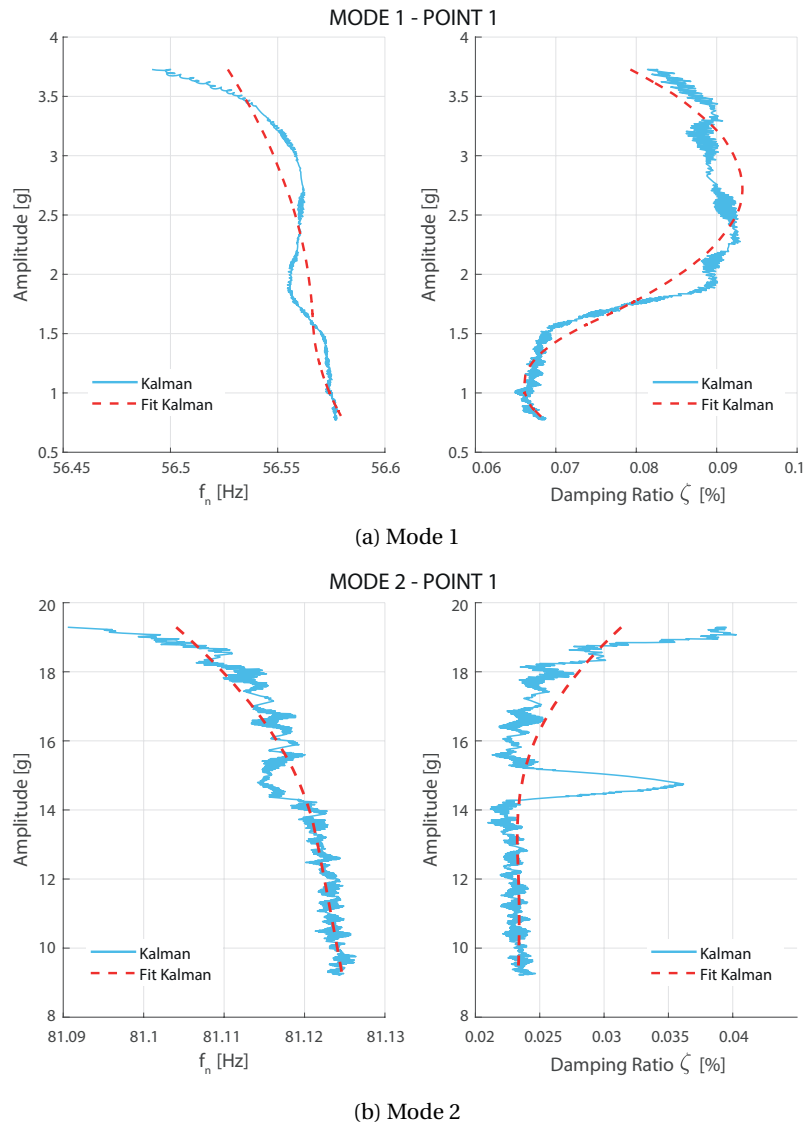 MODE 1 - POINT 1
4
3.5
3
2.5
2
1.5
1
0.5
Amplitude [g]
56.45
56.5
56.55
56.6
f_n [Hz]
Kalman
Fit Kalman
4
3.5
3
2.5
2
1.5
1
0.5
Amplitude [g]
0.06
0.07
0.08
0.09
0.1
Damping Ratio ζ [%]
Kalman
Fit Kalman
(a) Mode 1
MODE 2 - POINT 1
20
18
16
14
12
10
8
Amplitude [g]
81.09
81.1
81.11
81.12
81.13
f_n [Hz]
Kalman
Fit Kalman
20
18
16
14
12
10
8
Amplitude [g]
0.02
0.025
0.03
0.035
0.04
Damping Ratio ζ [%]
Kalman
Fit Kalman
(b) Mode 2